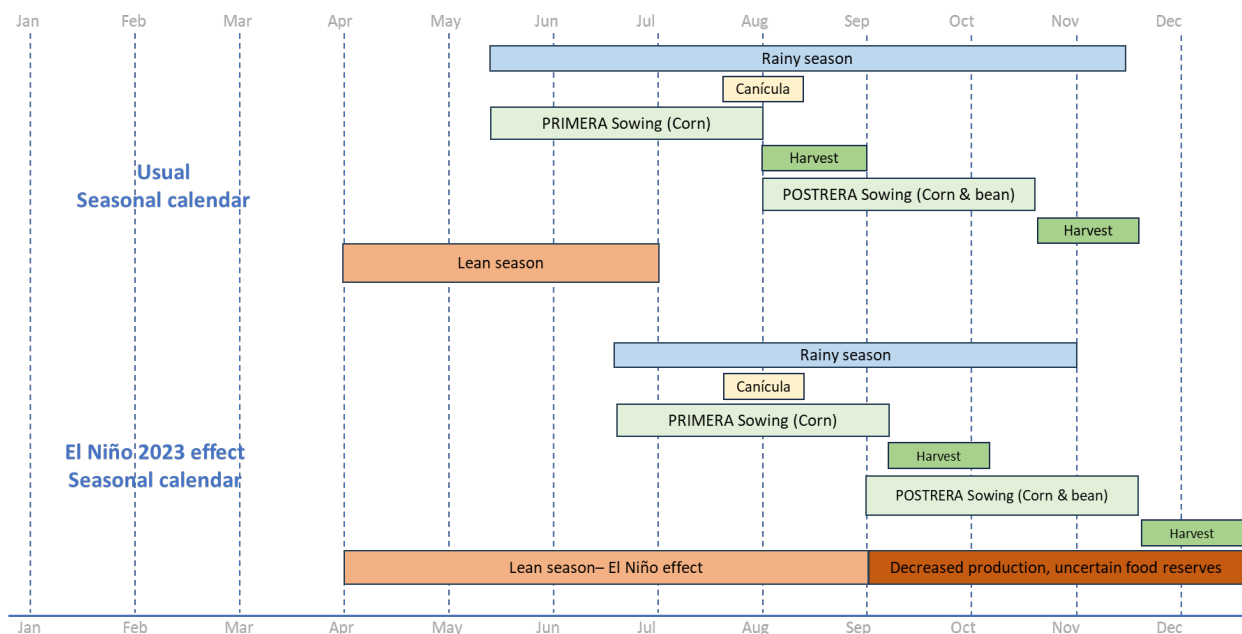 Jan Feb Mar Apr May Jun Jul Aug Sep Oct Nov Dec
Rainy season
Canícula
PRIMERA Sowing (Corn)
Harvest
Usual
Seasonal calendar
POSTRERA Sowing (Corn & bean)
Harvest
Lean season
Rainy season
Canícula
PRIMERA Sowing (Corn)
El Niño 2023 effect
Seasonal calendar
Harvest
POSTRERA Sowing (Corn & bean)
Harvest
Lean season– El Niño effect
Decreased production, uncertain food reserves
Jan Feb Mar Apr May Jun Jul Aug Sep Oct Nov Dec